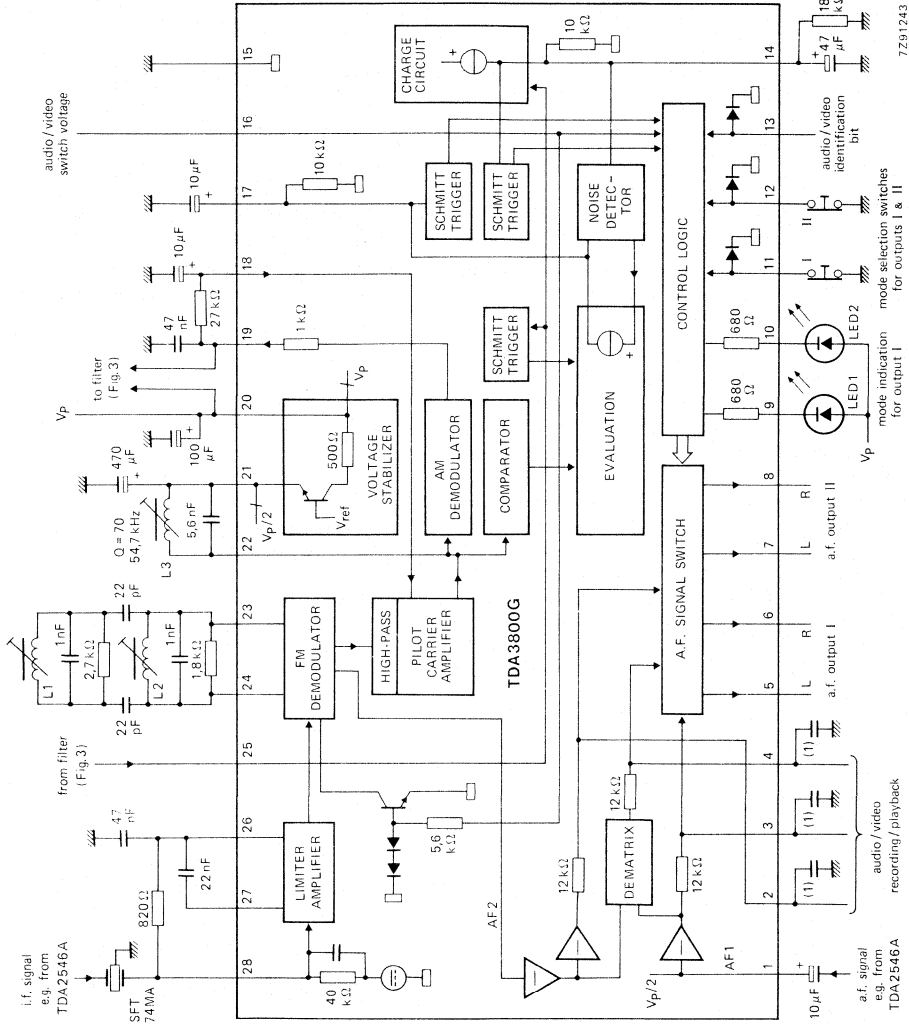 i.f. signal
e.g. from
TDA2546A
SFT
74MA
820Ω
47
nF
22 nF
from filter
(Fig.3)
L1
1nF
2,7kΩ
22
pF
22
pF
L2
1nF
1,8kΩ
Q = 70
54,7 kHz
L3
5,6 nF
470
μF
+
100
μF
+
Vp
to filter
(Fig.3)
47
nF
27 kΩ
10 μF
+
10 μF
+
audio / video
switch voltage
28
27
26
25
24
23
22
21
20
19
18
17
16
15
40
kΩ
LIMITER
AMPLIFIER
FM
DEMODULATOR
HIGH-PASS
PILOT
CARRIER
AMPLIFIER
5,6
kΩ
Vp/2
Vref
500Ω
Vp
VOLTAGE
STABILIZER
1 kΩ
AM
DEMODULATOR
COMPARATOR
10 kΩ
SCHMITT
TRIGGER
SCHMITT
TRIGGER
SCHMITT
TRIGGER
CHARGE
CIRCUIT
+
10
kΩ
NOISE
DETEC-
TOR
EVALUATION
+
TDA3800G
AF2
12 kΩ
12 kΩ
12 kΩ
DEMATRIX
Vp/2
AF1
A.F. SIGNAL SWITCH
CONTROL LOGIC
680
Ω
680
Ω
1
2
3
4
5
6
7
8
9
10
11
12
13
14
10 μF
+
a.f. signal
e.g. from
TDA2546A
(1)
(1)
(1)
audio / video
recording / playback
L
R
a.f. output I
L
R
a.f. output II
Vp
LED1
LED2
mode indication
for output I
I
II
mode selection switches
for outputs I & II
audio / video
identification
bit
+
47
μF
18
kΩ
7Z91243